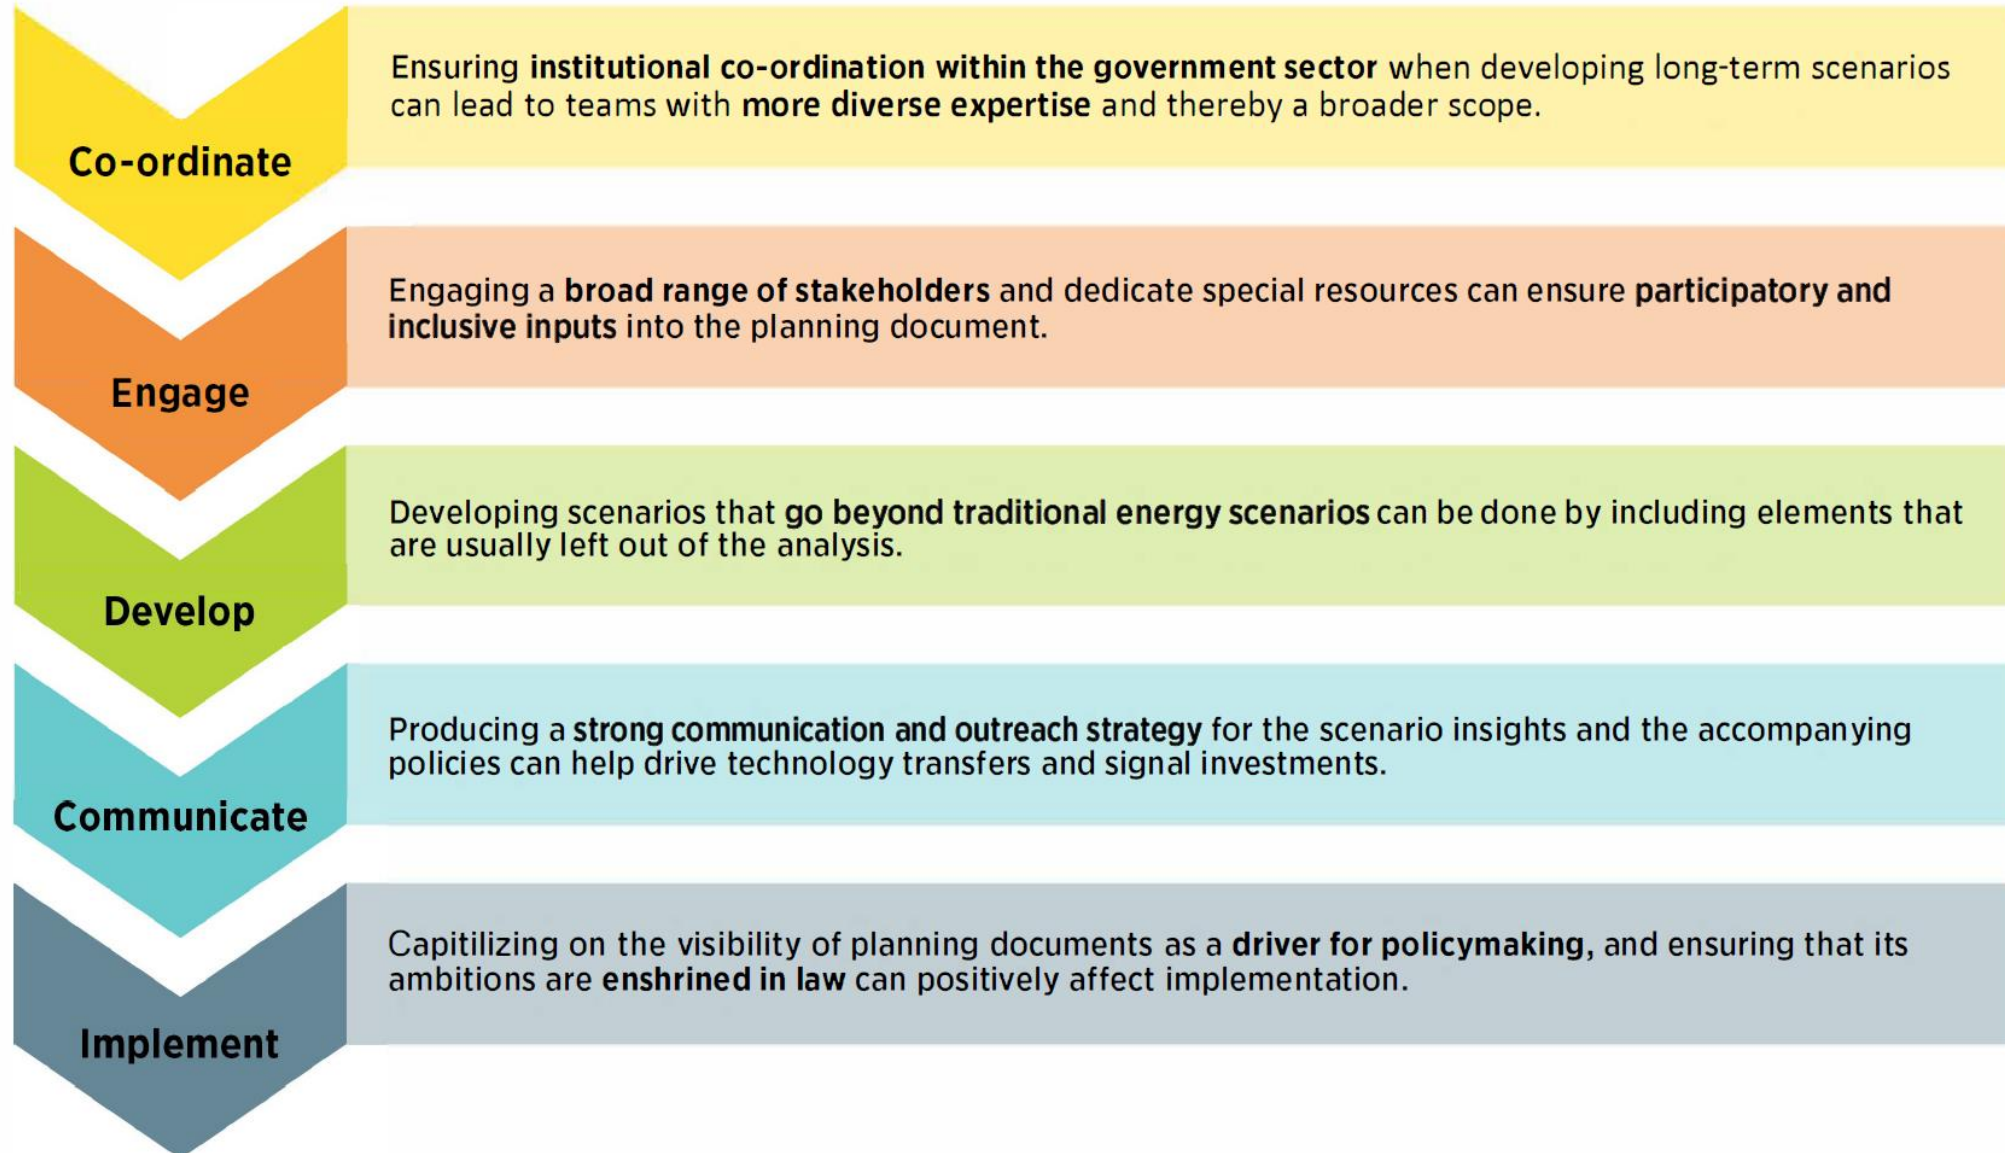 Ensuring institutional co-ordination within the government sector when developing long-term scenarios
can lead to teams with more diverse expertise and thereby a broader scope.
Co-ordinate
Engaging a broad range of stakeholders and dedicate special resources can ensure participatory and
inclusive inputs into the planning document.
Engage
Developing scenarios that go beyond traditional energy scenarios can be done by including elements that
are usually left out of the analysis.
Develop
Producing a strong communication and outreach strategy for the scenario insights and the accompanying
policies can help drive technology transfers and signal investments.
Communicate
Capitilizing on the visibility of planning documents as a driver for policymaking, and ensuring that its
ambitions are enshrined in law can positively affect implementation.
Implement